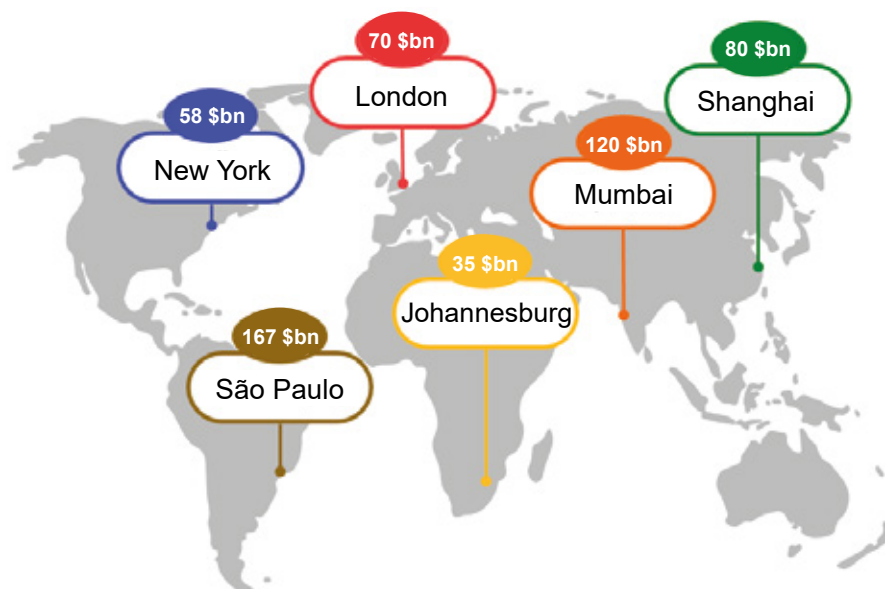 70 $bn
London
80 $bn
Shanghai
58 $bn
New York
120 $bn
Mumbai
35 $bn
Johannesburg
167 $bn
São Paulo